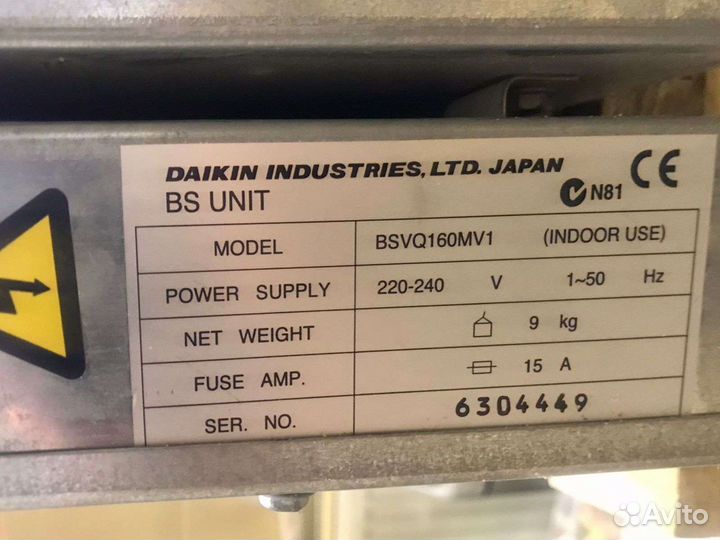 DAIKIN INDUSTRIES, LTD. JAPAN
BS UNIT
N81 CE
MODEL BSVQ160MV1 (INDOOR USE)
POWER SUPPLY 220-240 V 1~50 Hz
NET WEIGHT 9 kg
FUSE AMP. 15 A
SER. NO. 6304449
Avito